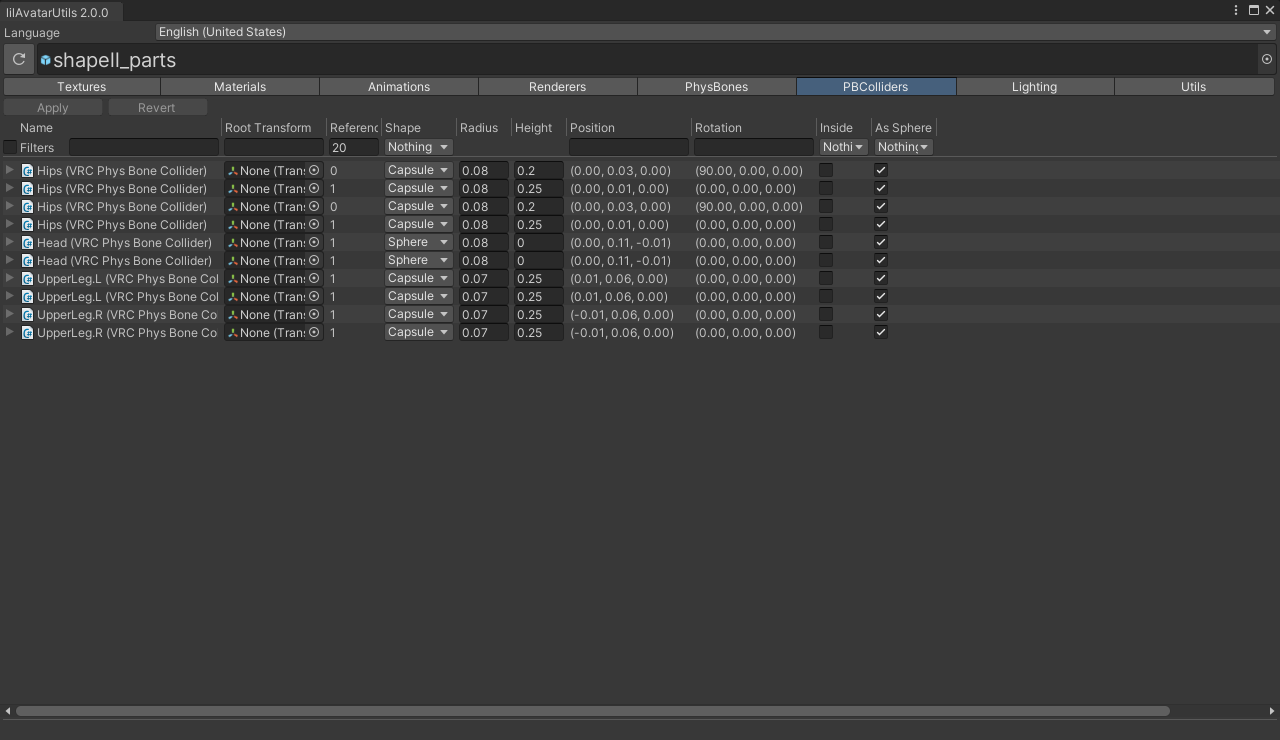 lilAvatarUtils 2.0.0
Language English (United States)
shapell_parts
Textures Materials Animations Renderers PhysBones PBColliders Lighting Utils
Apply Revert
Name Root Transform Referenc Shape Radius Height Position Rotation Inside As Sphere
Filters 20 Nothing Nothi Nothing
Hips (VRC Phys Bone Collider) None (Trans 0 Capsule 0.08 0.2 (0.00, 0.03, 0.00) (90.00, 0.00, 0.00)
Hips (VRC Phys Bone Collider) None (Trans 1 Capsule 0.08 0.25 (0.00, 0.01, 0.00) (0.00, 0.00, 0.00)
Hips (VRC Phys Bone Collider) None (Trans 0 Capsule 0.08 0.2 (0.00, 0.03, 0.00) (90.00, 0.00, 0.00)
Hips (VRC Phys Bone Collider) None (Trans 1 Capsule 0.08 0.25 (0.00, 0.01, 0.00) (0.00, 0.00, 0.00)
Head (VRC Phys Bone Collider) None (Trans 1 Sphere 0.08 0 (0.00, 0.11, -0.01) (0.00, 0.00, 0.00)
Head (VRC Phys Bone Collider) None (Trans 1 Sphere 0.08 0 (0.00, 0.11, -0.01) (0.00, 0.00, 0.00)
UpperLeg.L (VRC Phys Bone Col None (Trans 1 Capsule 0.07 0.25 (0.01, 0.06, 0.00) (0.00, 0.00, 0.00)
UpperLeg.L (VRC Phys Bone Col None (Trans 1 Capsule 0.07 0.25 (0.01, 0.06, 0.00) (0.00, 0.00, 0.00)
UpperLeg.R (VRC Phys Bone Co None (Trans 1 Capsule 0.07 0.25 (-0.01, 0.06, 0.00) (0.00, 0.00, 0.00)
UpperLeg.R (VRC Phys Bone Co None (Trans 1 Capsule 0.07 0.25 (-0.01, 0.06, 0.00) (0.00, 0.00, 0.00)